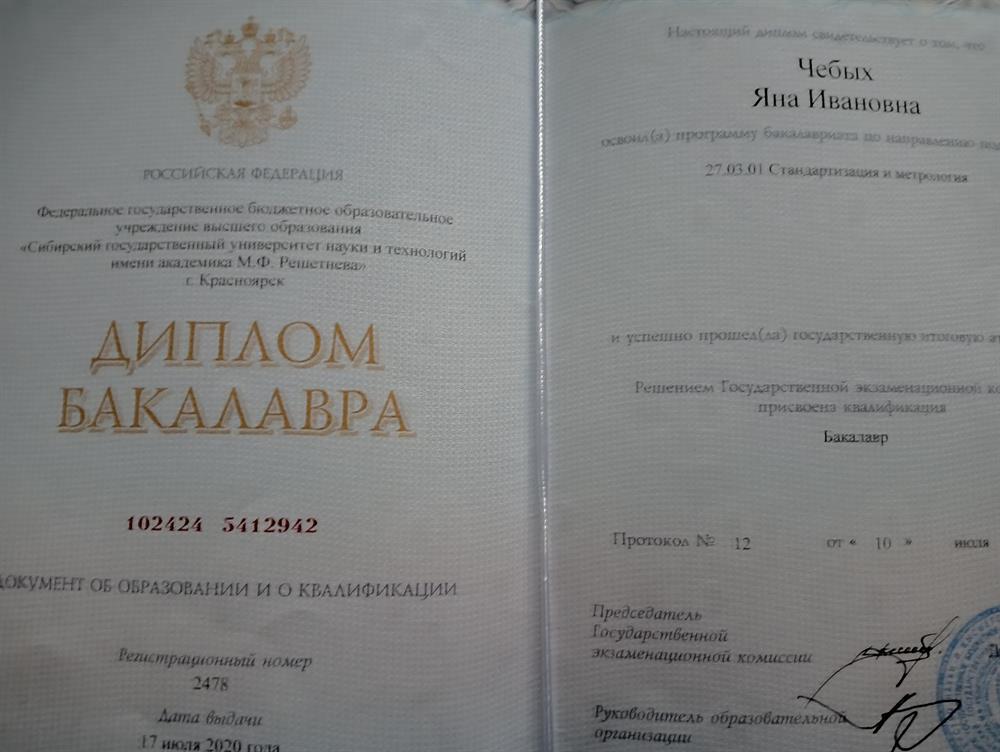 РОССИЙСКАЯ ФЕДЕРАЦИЯ
Федеральное государственное бюджетное образовательное
учреждение высшего образования
«Сибирский государственный университет науки и технологий
имени академика М.Ф. Решетнева»
г. Красноярск
ДИПЛОМ
БАКАЛАВРА
102424 5412942
ДОКУМЕНТ ОБ ОБРАЗОВАНИИ И О КВАЛИФИКАЦИИ
Регистрационный номер
2478
Дата выдачи
17 июля 2020 года
Настоящий диплом свидетельствует о том, что
Чебых
Яна Ивановна
освоил(а) программу бакалавриата по направлению
27.03.01 Стандартизация и метрология
и успешно прошел(ла) государственную итоговую
Решением Государственной экзаменационной
присвоена квалификация
Бакалавр
Протокол № 12 от « 10 » июля
Председатель
Государственной
экзаменационной комиссии
Руководитель образовательной
организации